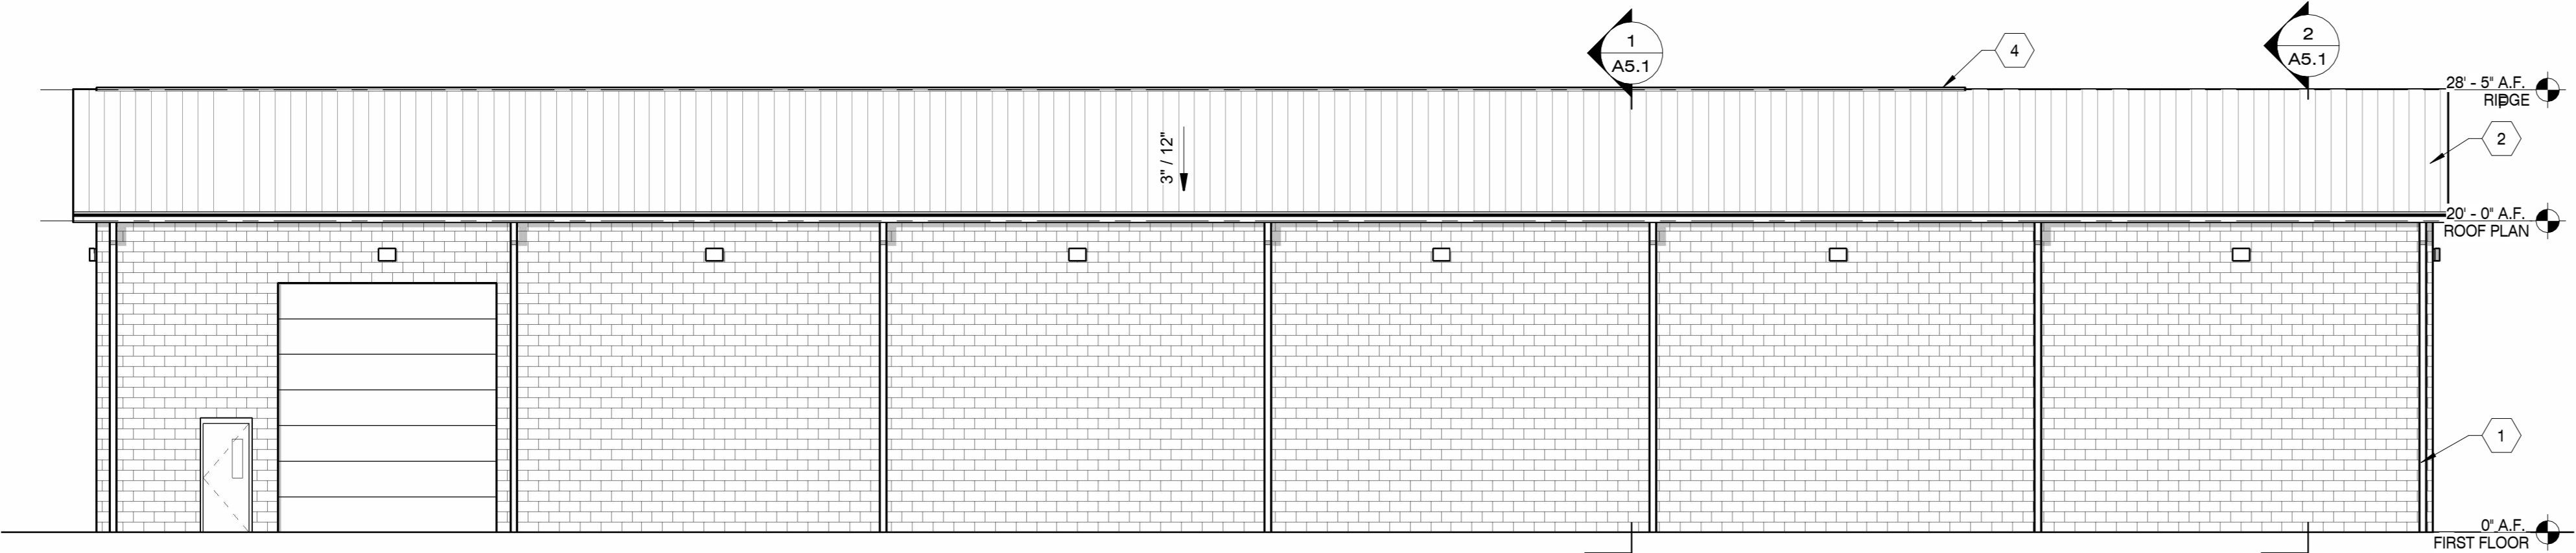 1
A5.1
4
2
A5.1
28' - 5" A.F.
RIDGE
2
3" / 12"
20' - 0" A.F.
ROOF PLAN
1
0" A.F.
FIRST FLOOR